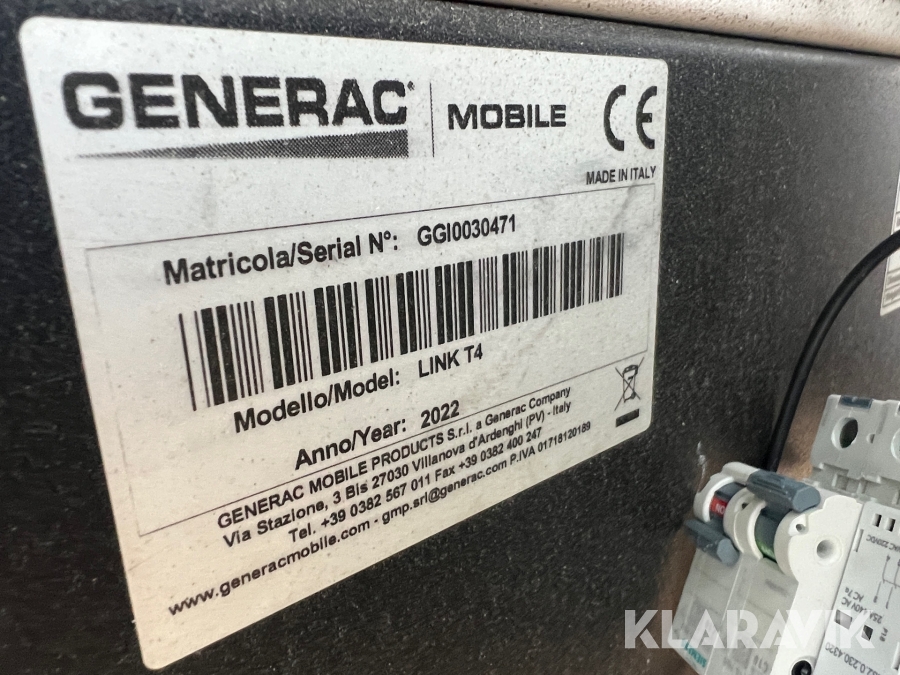 GENERAC MOBILE CE
MADE IN ITALY
Matricola/Serial N°: GGI0030471
Modello/Model: LINK T4
Anno/Year: 2022
GENERAC MOBILE PRODUCTS S.r.l. a Generac Company
Via Stazione, 3 Bis 27030 Villanova d'Ardenghi (PV) - Italy
Tel. +39 0382 567 011 Fax +39 0382 400 247
www.generacmobile.com - gmp.srl@generac.com P.IVA 01718120189
KLARAVIK